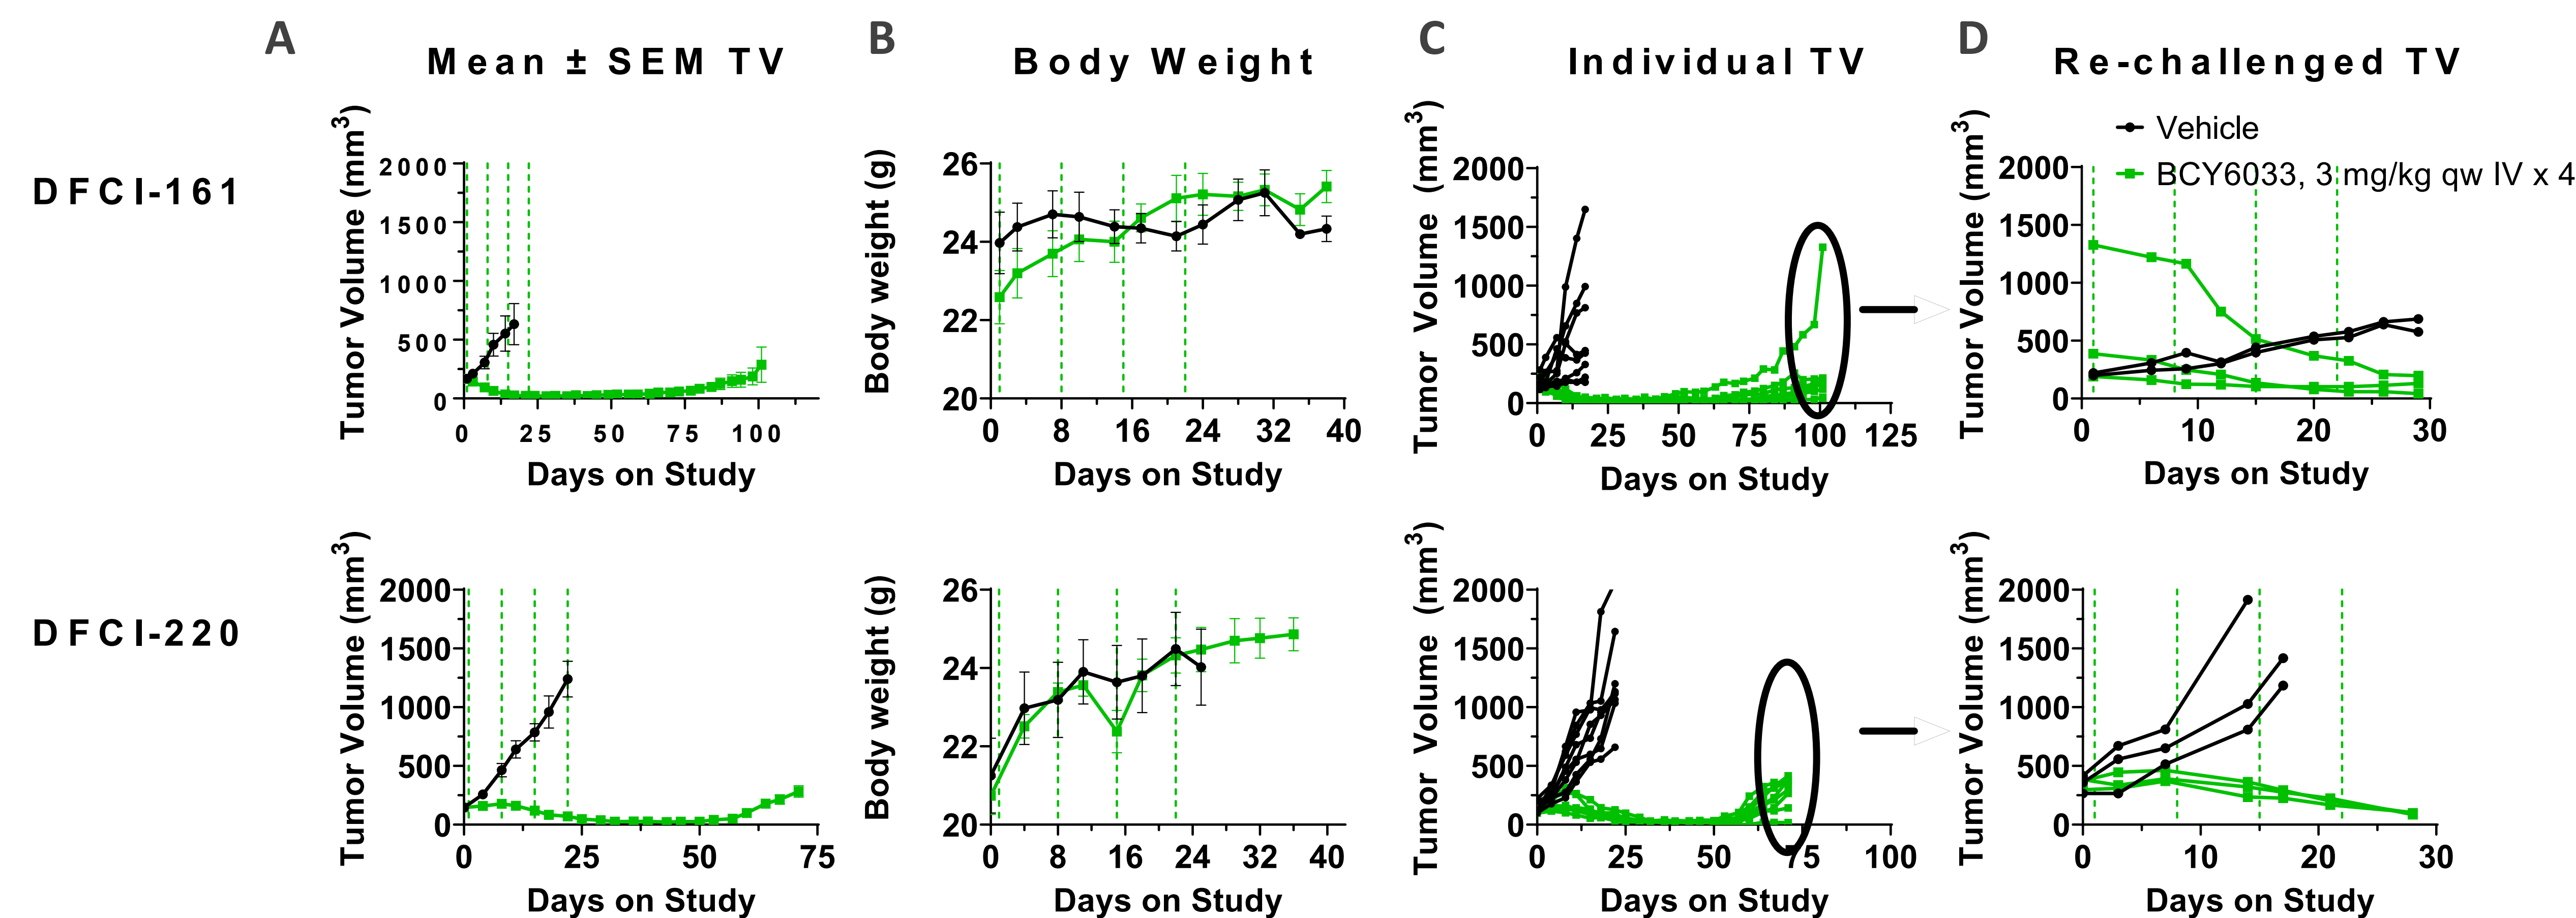 A
Mean ± SEM TV
B
Body Weight
C
Individual TV
D
Re-challenged TV
DFCI-161
Tumor Volume (mm³)
2000
1500
1000
500
0
0 25 50 75 100
Days on Study
Body weight (g)
26
24
22
20
0 8 16 24 32 40
Days on Study
Tumor Volume (mm³)
2000
1500
1000
500
0
0 25 50 75 100 125
Days on Study
Tumor Volume (mm³)
Vehicle
BCY6033, 3 mg/kg qw IV x 4
2000
1500
1000
500
0
0 10 20 30
Days on Study
DFCI-220
Tumor Volume (mm³)
2000
1500
1000
500
0
0 25 50 75
Days on Study
Body weight (g)
26
24
22
20
0 8 16 24 32 40
Days on Study
Tumor Volume (mm³)
2000
1500
1000
500
0
0 25 50 75 100
Days on Study
Tumor Volume (mm³)
2000
1500
1000
500
0
0 10 20 30
Days on Study